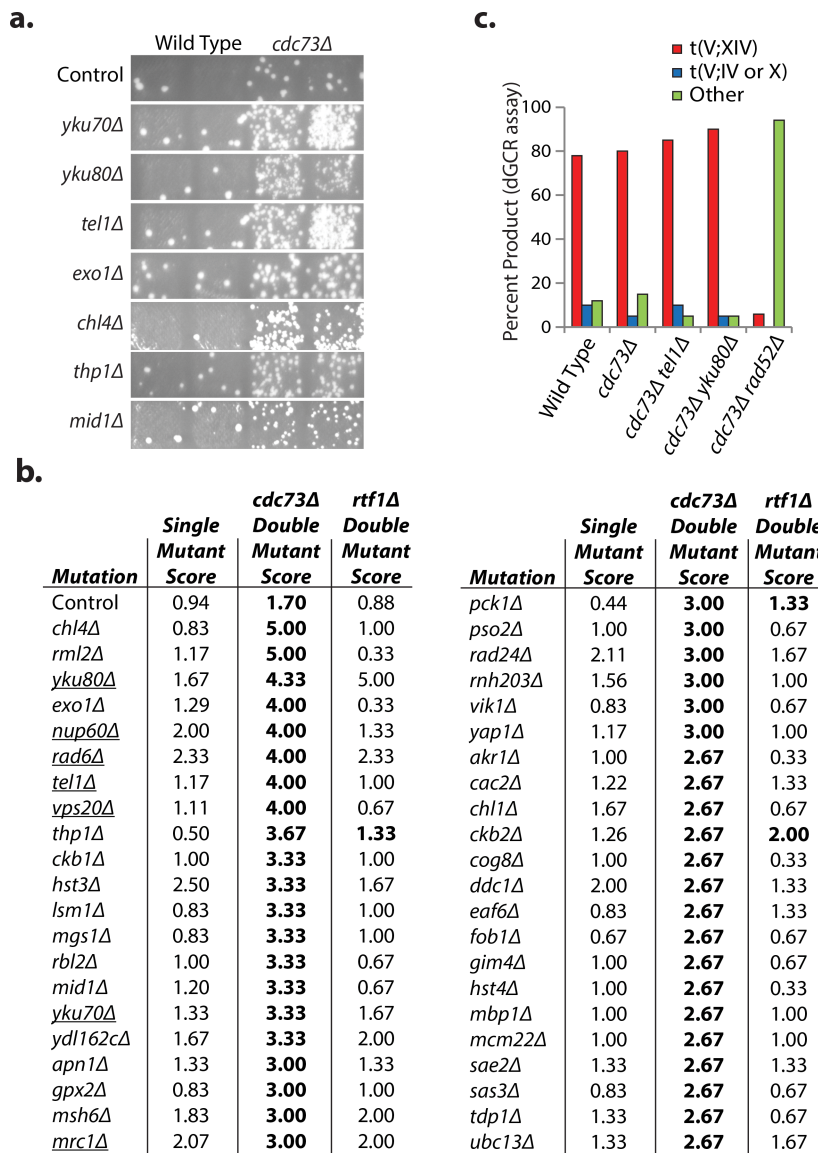 a.
Wild Type cdc73Δ
Control
yku70Δ
yku80Δ
tel1Δ
exo1Δ
chl4Δ
thp1Δ
mid1Δ
c.
t(V;XIV)
t(V;IV or X)
Other
Percent Product (dGCR assay)
100
80
60
40
20
0
Wild Type
cdc73Δ
cdc73Δ tel1Δ
cdc73Δ yku80Δ
cdc73Δ rad52Δ
b.
cdc73Δ rtf1Δ
Single Double Double
Mutant Mutant Mutant
Mutation Score Score Score
Control 0.94 1.70 0.88
chl4Δ 0.83 5.00 1.00
rml2Δ 1.17 5.00 0.33
yku80Δ 1.67 4.33 5.00
exo1Δ 1.29 4.00 0.33
nup60Δ 2.00 4.00 1.33
rad6Δ 2.33 4.00 2.33
tel1Δ 1.17 4.00 1.00
vps20Δ 1.11 4.00 0.67
thp1Δ 0.50 3.67 1.33
ckb1Δ 1.00 3.33 1.00
hst3Δ 2.50 3.33 1.67
lsm1Δ 0.83 3.33 1.00
mgs1Δ 0.83 3.33 1.00
rbl2Δ 1.00 3.33 0.67
mid1Δ 1.20 3.33 0.67
yku70Δ 1.33 3.33 1.67
ydl162cΔ 1.67 3.33 2.00
apn1Δ 1.33 3.00 1.33
gpx2Δ 0.83 3.00 1.00
msh6Δ 1.83 3.00 2.00
mrc1Δ 2.07 3.00 2.00
cdc73Δ rtf1Δ
Single Double Double
Mutant Mutant Mutant
Mutation Score Score Score
pck1Δ 0.44 3.00 1.33
pso2Δ 1.00 3.00 0.67
rad24Δ 2.11 3.00 1.67
rnh203Δ 1.56 3.00 1.00
vik1Δ 0.83 3.00 0.67
yap1Δ 1.17 3.00 1.00
akr1Δ 1.00 2.67 0.33
cac2Δ 1.22 2.67 1.33
chl1Δ 1.67 2.67 0.67
ckb2Δ 1.26 2.67 2.00
cog8Δ 1.00 2.67 0.33
ddc1Δ 2.00 2.67 1.33
eaf6Δ 0.83 2.67 1.33
fob1Δ 0.67 2.67 0.67
gim4Δ 1.00 2.67 0.67
hst4Δ 1.00 2.67 0.33
mbp1Δ 1.00 2.67 1.00
mcm22Δ 1.00 2.67 1.00
sae2Δ 1.33 2.67 1.33
sas3Δ 0.83 2.67 0.67
tdp1Δ 1.33 2.67 0.67
ubc13Δ 1.33 2.67 1.67